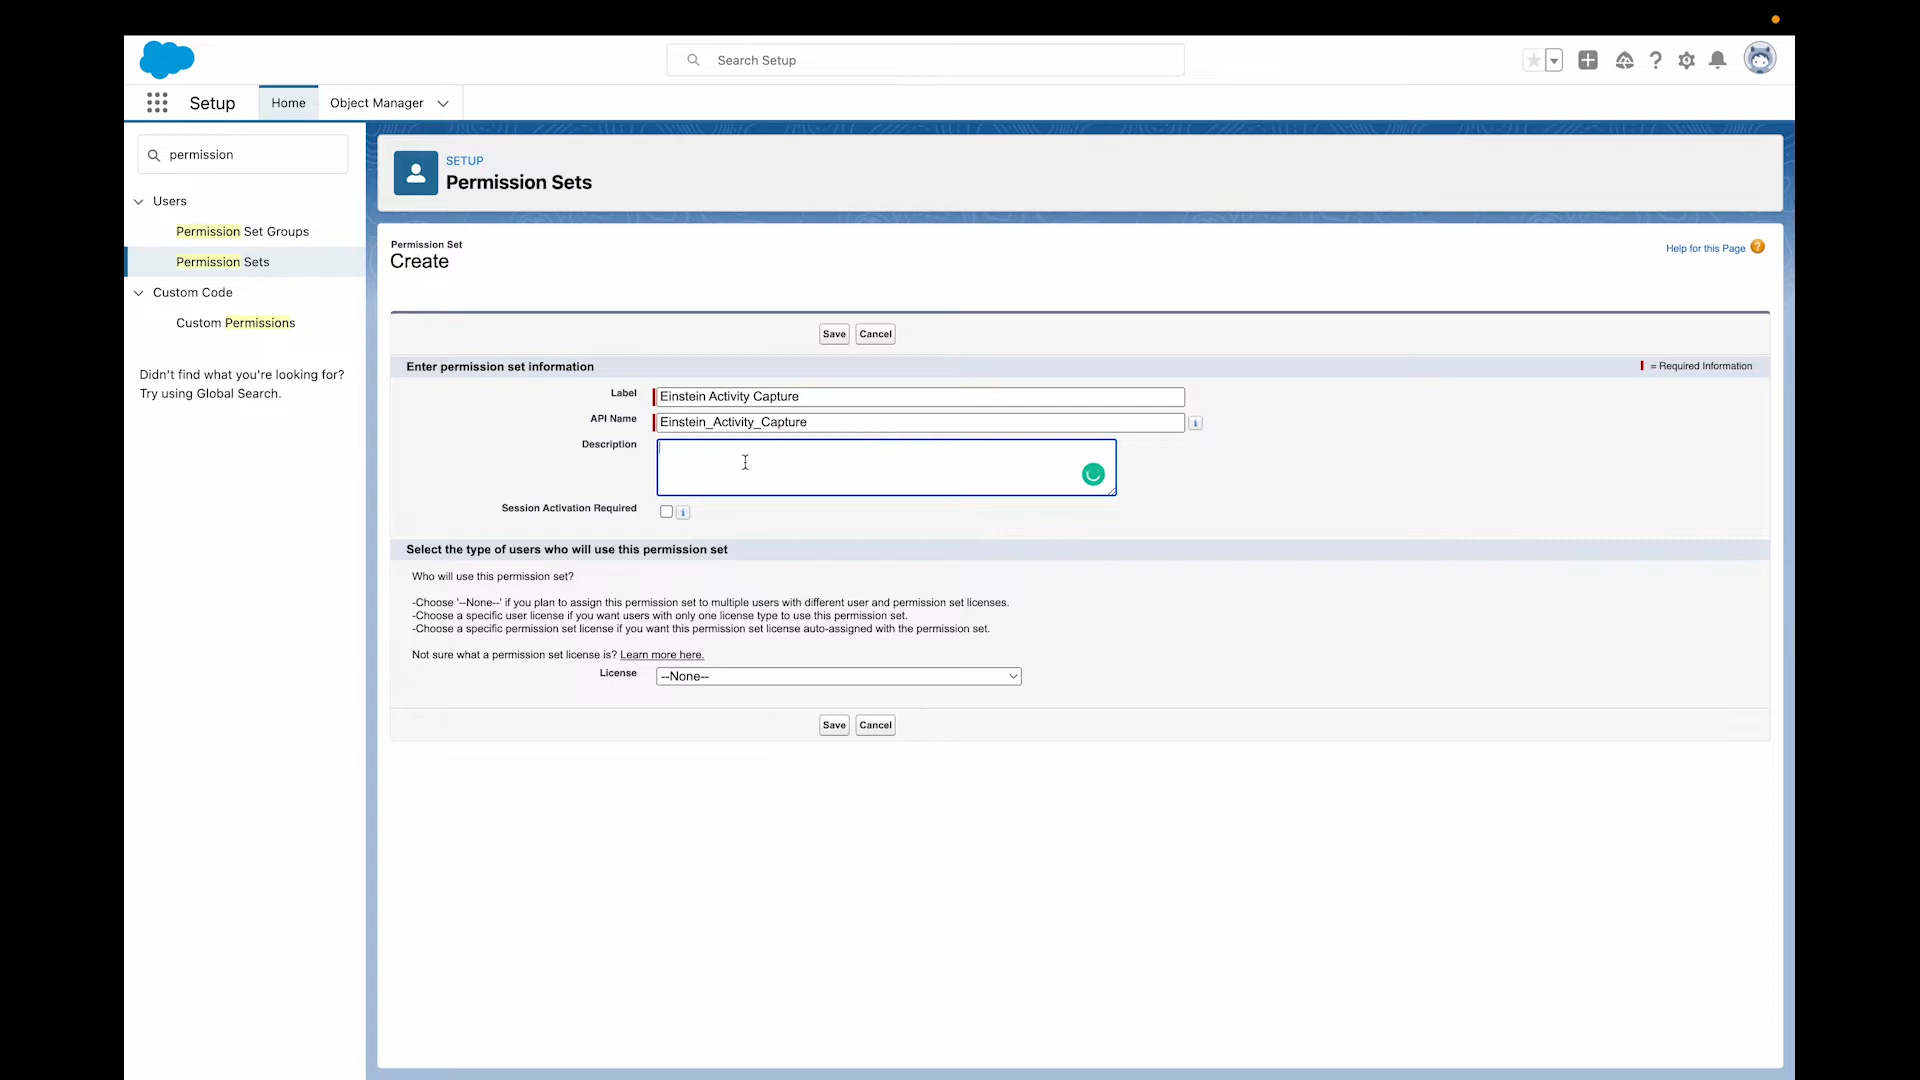 Search Setup
Setup
Home
Object Manager
permission
Users
Permission Set Groups
Permission Sets
Custom Code
Custom Permissions
Didn't find what you're looking for?
Try using Global Search.
SETUP
Permission Sets
Permission Set
Create
Help for this Page ?
Save
Cancel
Enter permission set information
= Required Information
Label
Einstein Activity Capture
API Name
Einstein_Activity_Capture
i
Description
Session Activation Required
i
Select the type of users who will use this permission set
Who will use this permission set?
-Choose '--None--' if you plan to assign this permission set to multiple users with different user and permission set licenses.
-Choose a specific user license if you want users with only one license type to use this permission set.
-Choose a specific permission set license if you want this permission set license auto-assigned with the permission set.
Not sure what a permission set license is? Learn more here.
License
--None--
Save
Cancel